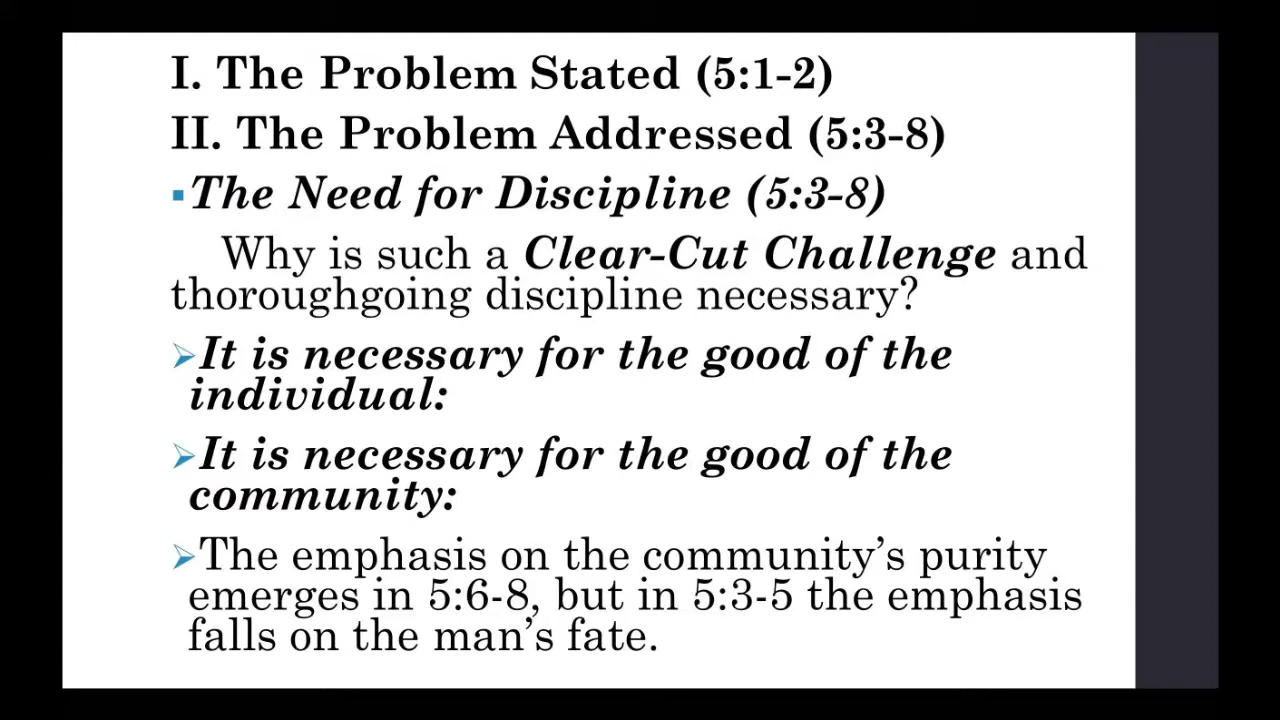 I. The Problem Stated (5:1-2)
II. The Problem Addressed (5:3-8)
▪The Need for Discipline (5:3-8)
Why is such a Clear-Cut Challenge and
thoroughgoing discipline necessary?
➢It is necessary for the good of the
individual:
➢It is necessary for the good of the
community:
➢The emphasis on the community’s purity
emerges in 5:6-8, but in 5:3-5 the emphasis
falls on the man’s fate.